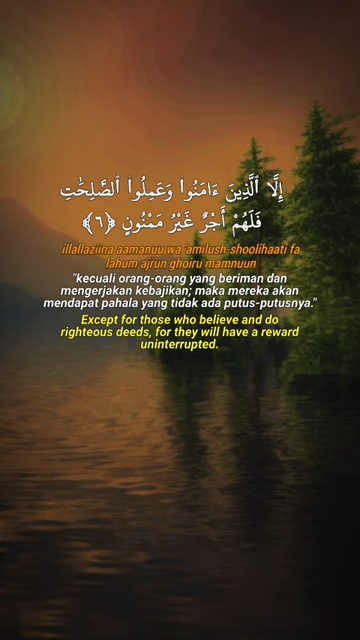 إِلَّا ٱلَّذِينَ ءَامَنُوا۟ وَعَمِلُوا۟ ٱلصَّـٰلِحَـٰتِ
فَلَهُمْ أَجْرٌ غَيْرُ مَمْنُونٍ ﴿٦﴾
illallaziina aamanuu wa 'amilush-shoolihaati fa
lahum ajrun ghoiru mamnuun
"kecuali orang-orang yang beriman dan
mengerjakan kebajikan; maka mereka akan
mendapat pahala yang tidak ada putus-putusnya."
Except for those who believe and do
righteous deeds, for they will have a reward
uninterrupted.